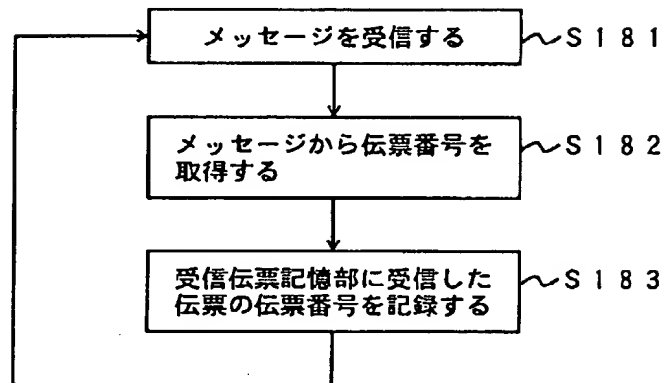 メッセージを受信する
S181
メッセージから伝票番号を
取得する
S182
受信伝票記憶部に受信した
伝票の伝票番号を記録する
S183